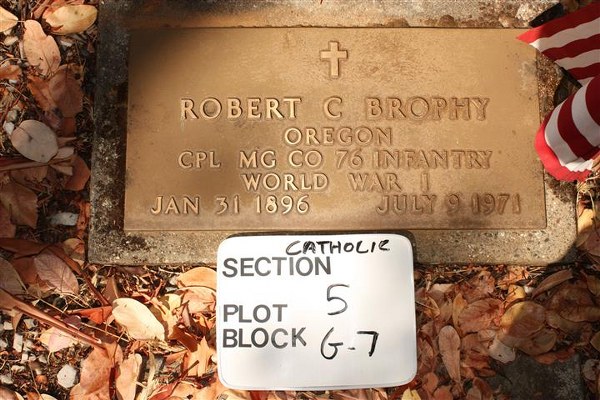 ROBERT C BROPHY
OREGON
CPL MG CO 76 INFANTRY
WORLD WAR I
JAN 31 1896 JULY 9 1971
CATHOLIC
SECTION
PLOT 5
BLOCK G-7